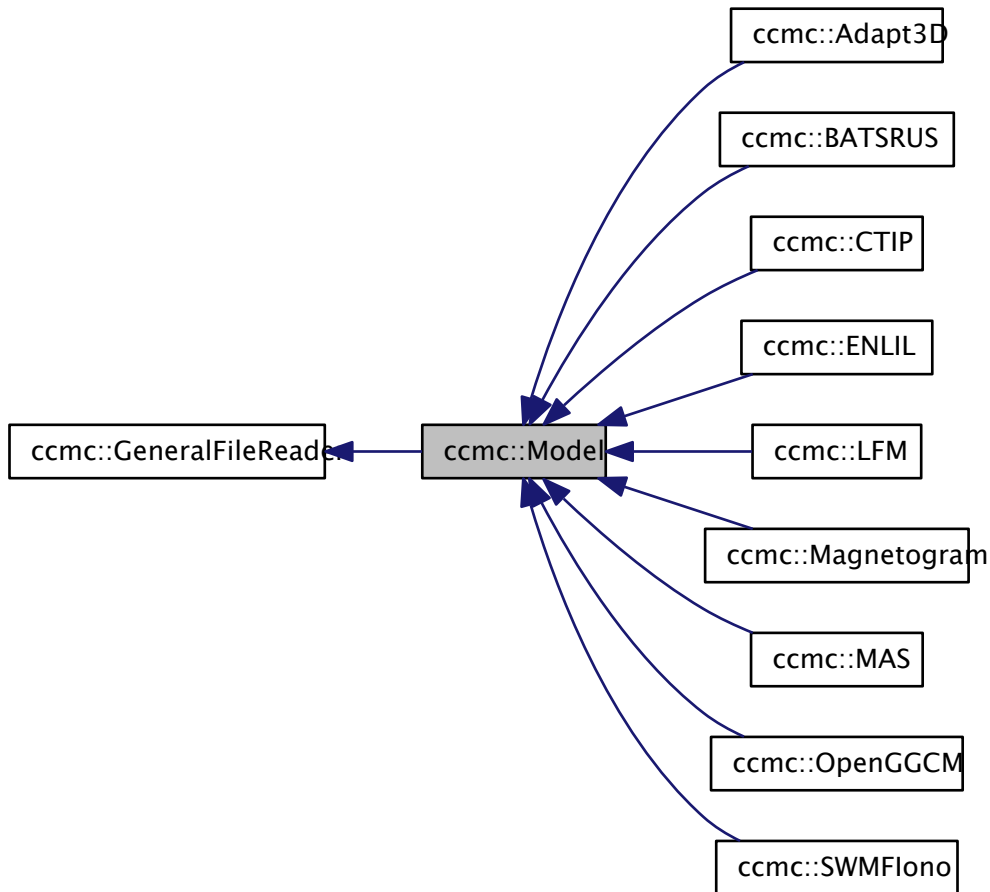 ccmc::Adapt3D
ccmc::BATSRUS
ccmc::CTIP
ccmc::ENLIL
ccmc::GeneralFileReader
ccmc::Model
ccmc::LFM
ccmc::Magnetogram
ccmc::MAS
ccmc::OpenGGCM
ccmc::SWMFIono